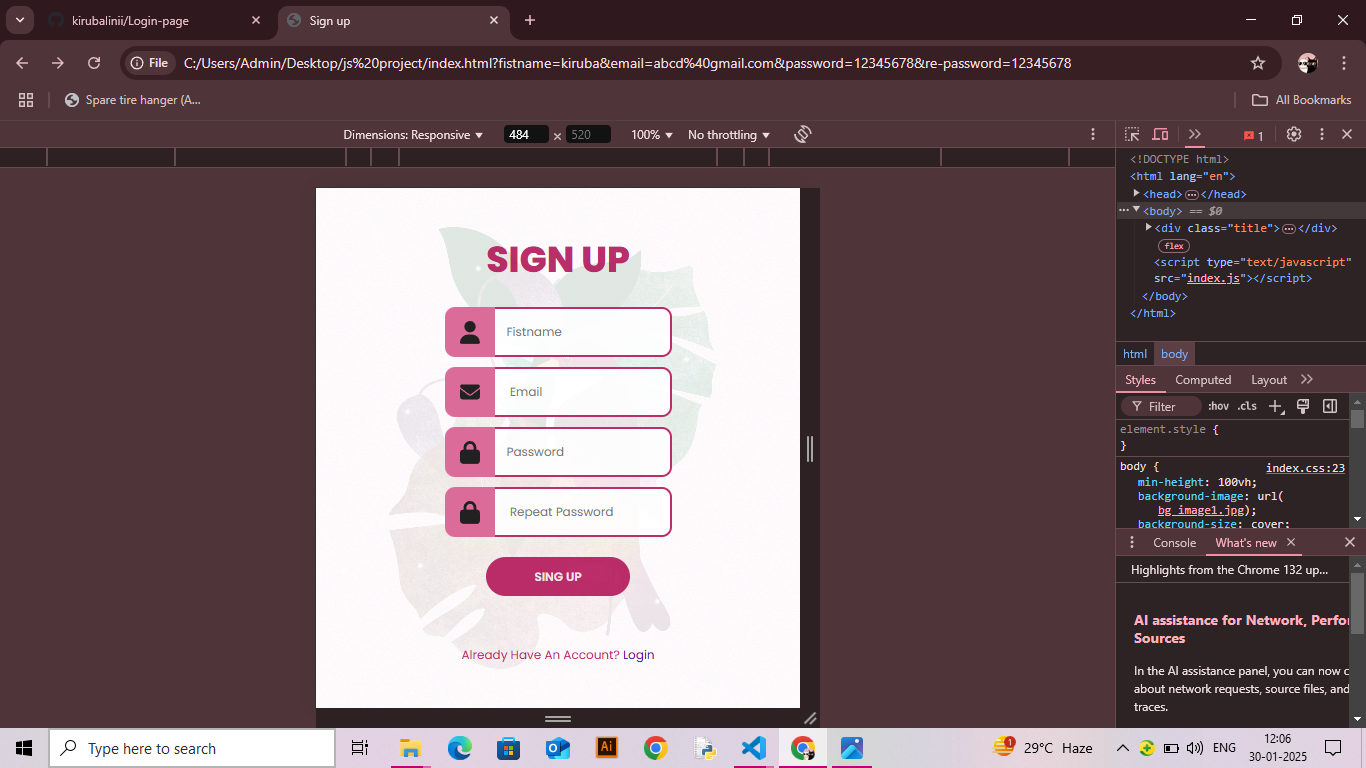 kirubalinii/Login-page
Sign up
File
C:/Users/Admin/Desktop/js%20project/index.html?fistname=kiruba&email=abcd%40gmail.com&password=12345678&re-password=12345678
Spare tire hanger (A...
All Bookmarks
Dimensions: Responsive
484 × 520
100%
No throttling
1
<!DOCTYPE html>
<html lang="en">
<head> ⋯ </head>
⋯ <body> == $0
<div class="title"> ⋯ </div>
flex
<script type="text/javascript"
src="index.js"></script>
</body>
</html>
html body
Styles Computed Layout
Filter :hov .cls
element.style {
}
body { index.css:23
min-height: 100vh;
background-image: url(
bg_image1.jpg);
background-size: cover;
Console What's new
Highlights from the Chrome 132 up...
AI assistance for Network, Perfor
Sources
In the AI assistance panel, you can now c
about network requests, source files, and
traces.
SIGN UP
Fistname
Email
Password
Repeat Password
SING UP
Already Have An Account? Login
Type here to search
Ai
1
29°C Haze
ENG
12:06
30-01-2025